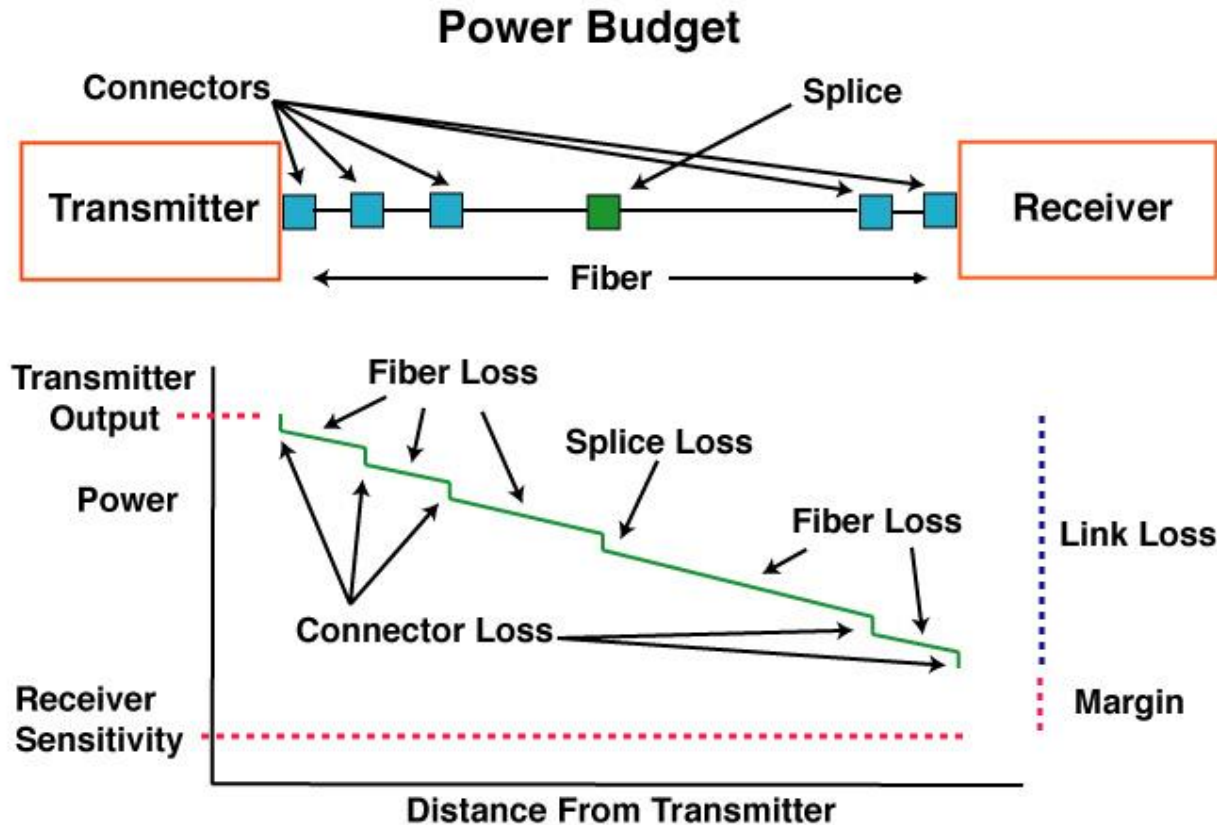 Power Budget
Connectors
Splice
Transmitter
Receiver
Fiber
Transmitter
Output
Fiber Loss
Splice Loss
Power
Fiber Loss
Link Loss
Connector Loss
Receiver
Sensitivity
Margin
Distance From Transmitter